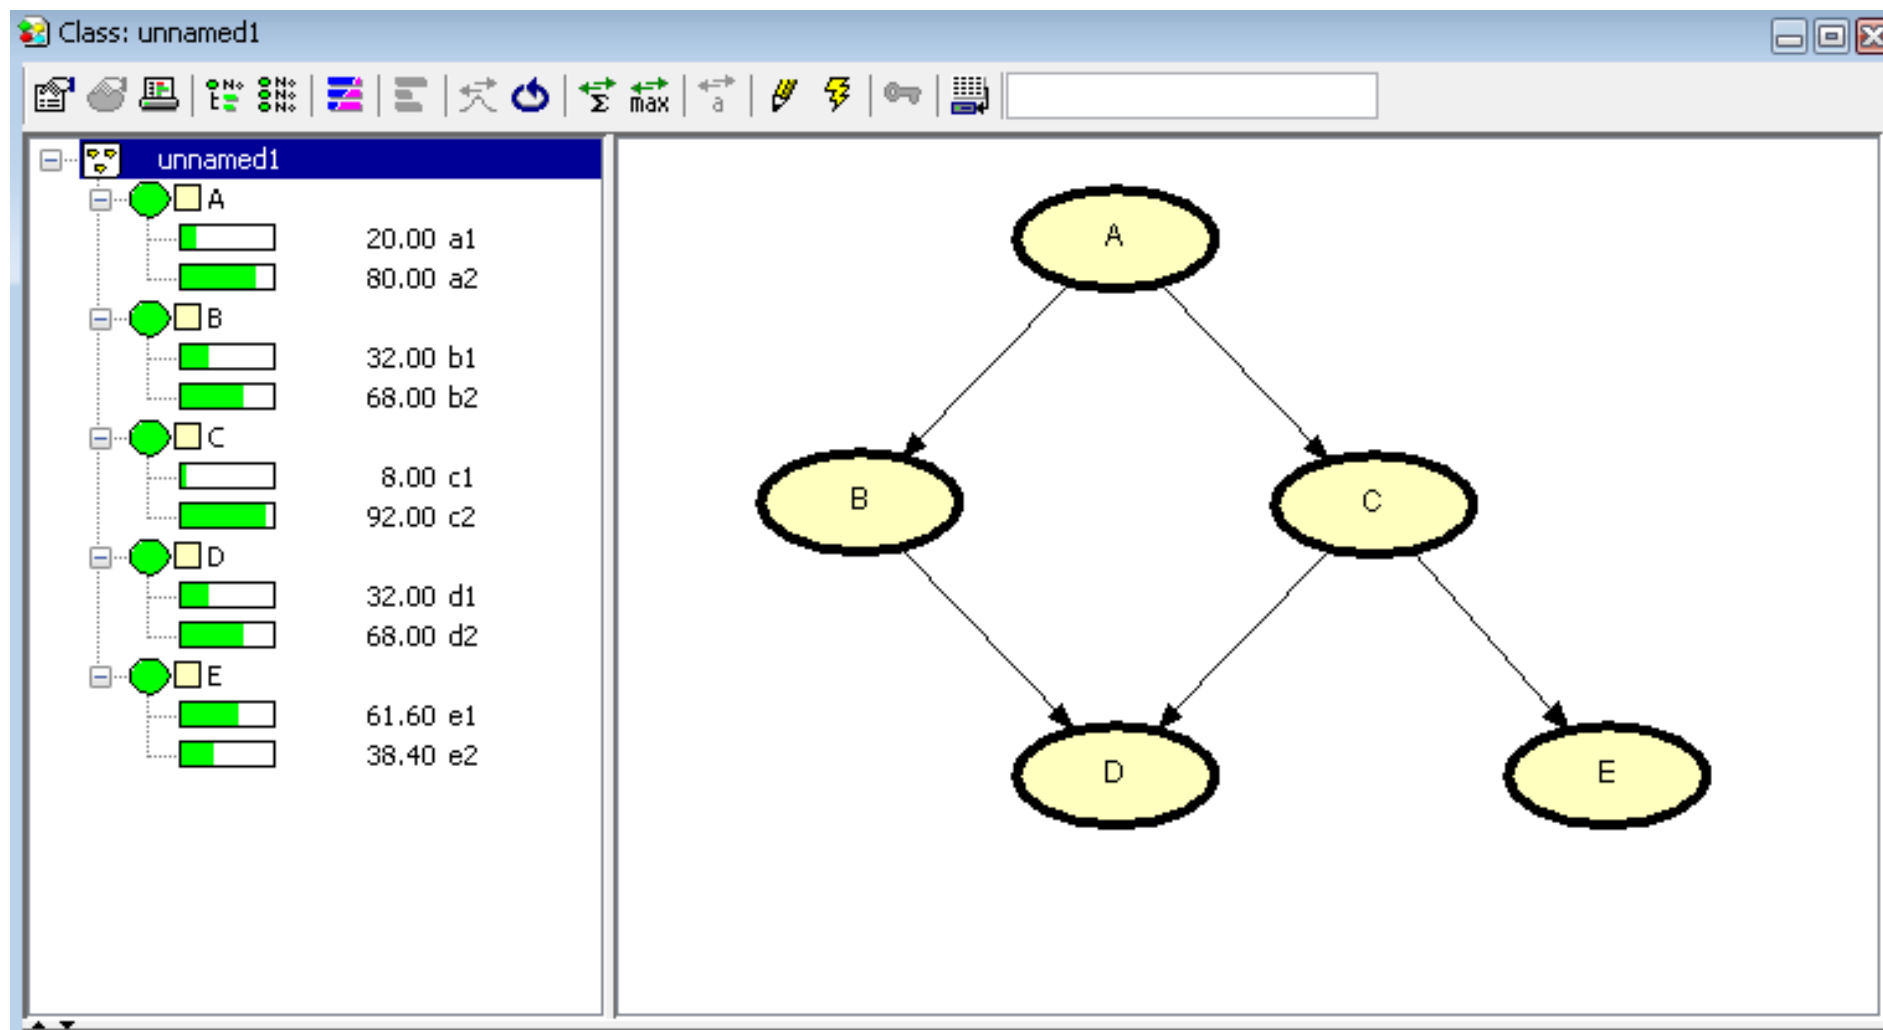 Class: unnamed1
Σ max a
unnamed1
A
20.00 a1
80.00 a2
B
32.00 b1
68.00 b2
C
8.00 c1
92.00 c2
D
32.00 d1
68.00 d2
E
61.60 e1
38.40 e2
A
B
C
D
E